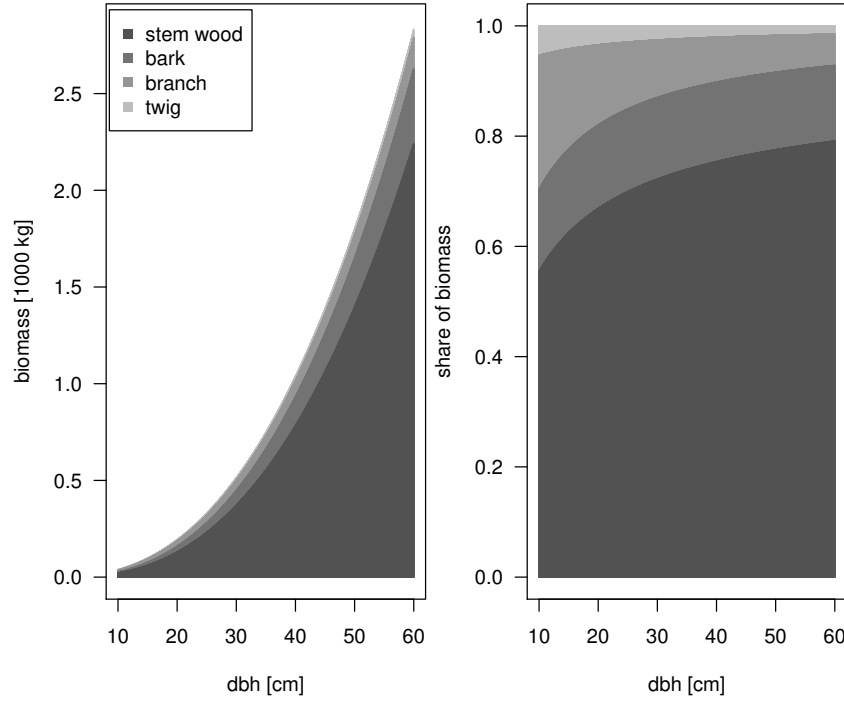 stem wood
bark
branch
twig
biomass [1000 kg]
2.5
2.0
1.5
1.0
0.5
0.0
10 20 30 40 50 60
dbh [cm]
share of biomass
1.0
0.8
0.6
0.4
0.2
0.0
10 20 30 40 50 60
dbh [cm]